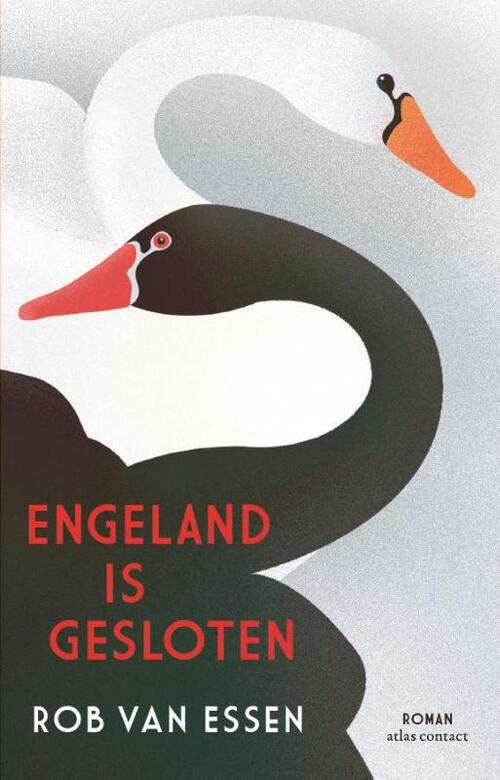 ENGELAND
IS
GESLOTEN
ROB VAN ESSEN
ROMAN
atlas contact